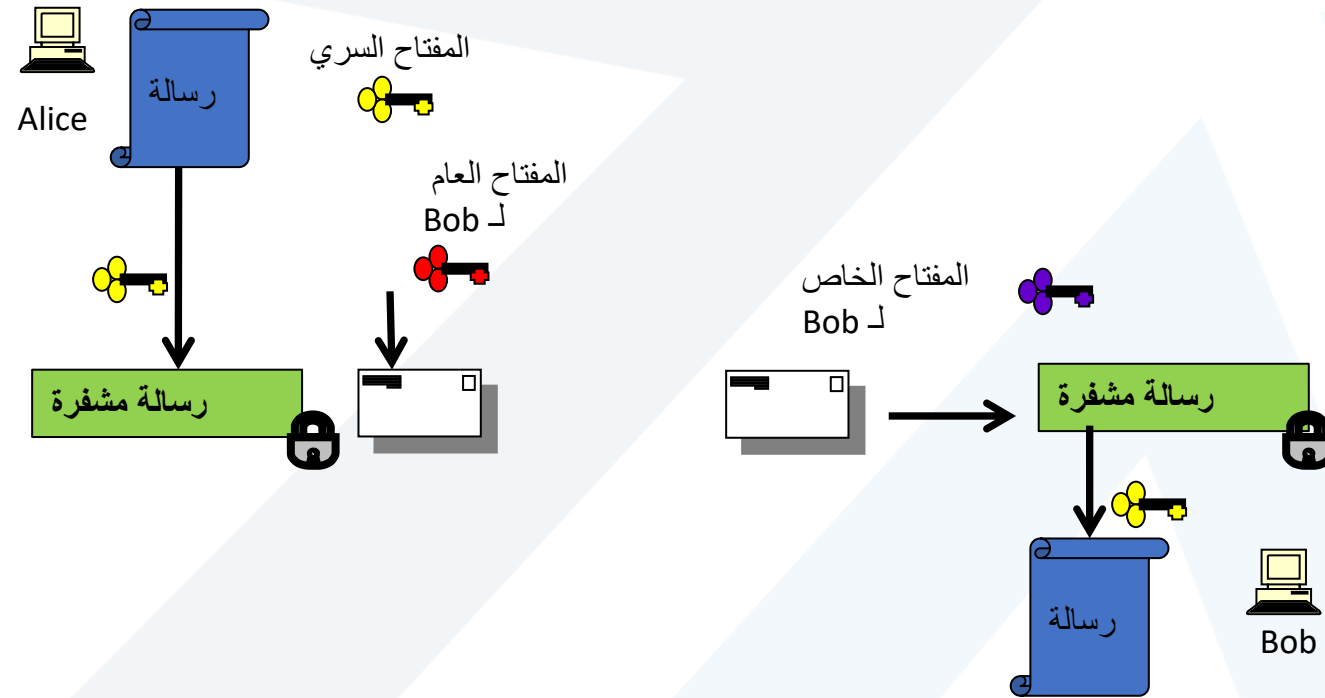 رسالة
Alice
المفتاح السري
المفتاح العام
لـ Bob
رسالة مشفرة
المفتاح الخاص
لـ Bob
رسالة مشفرة
رسالة
Bob